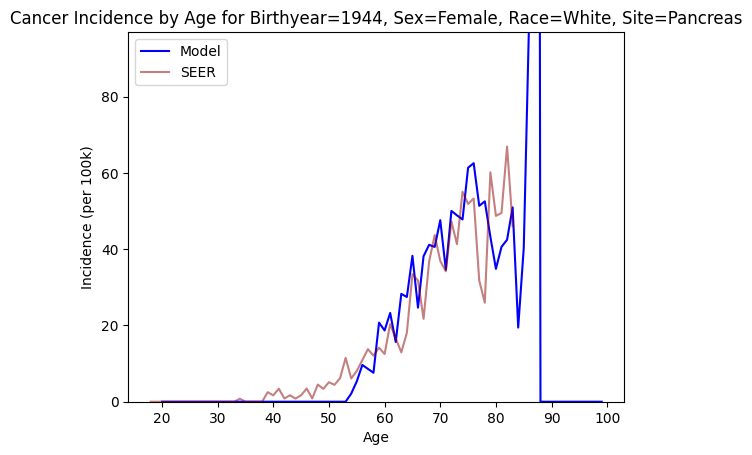 Cancer Incidence by Age for Birthyear=1944, Sex=Female, Race=White, Site=Pancreas
Model
SEER
80
60
40
20
0
Incidence (per 100k)
20 30 40 50 60 70 80 90 100
Age